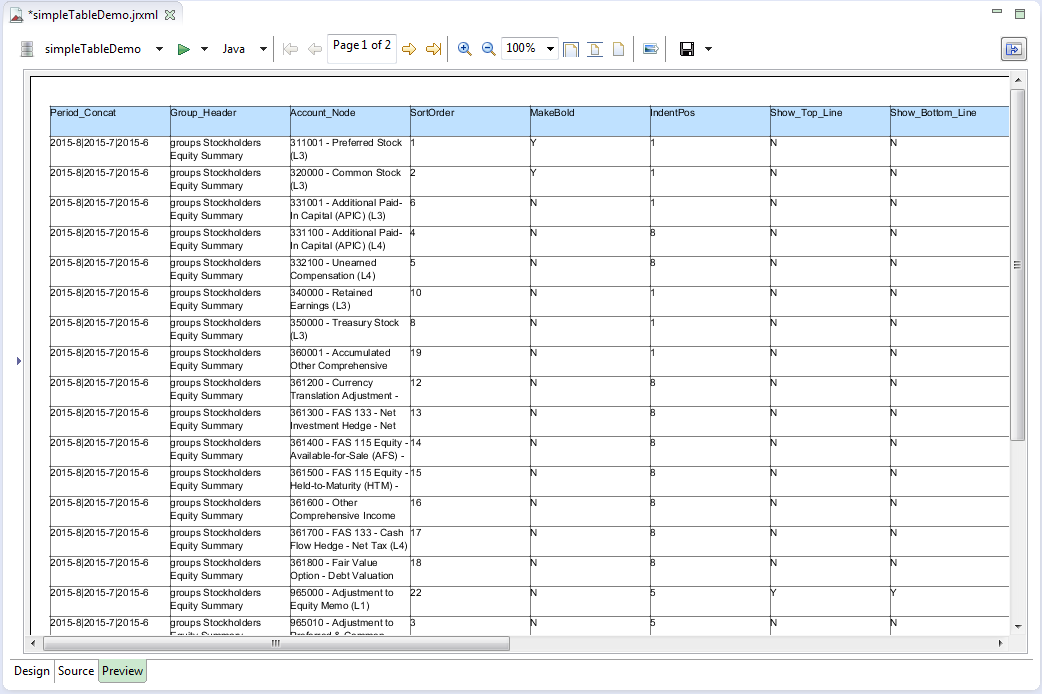 *simpleTableDemo.jrxml
simpleTableDemo Java Page 1 of 2 100%
Period_Concat Group_Header Account_Node SortOrder MakeBold IndentPos Show_Top_Line Show_Bottom_Line
2015-8|2015-7|2015-6 groups Stockholders 311001 - Preferred Stock 1 Y 1 N N
Equity Summary (L3)
2015-8|2015-7|2015-6 groups Stockholders 320000 - Common Stock 2 Y 1 N N
Equity Summary (L3)
2015-8|2015-7|2015-6 groups Stockholders 331001 - Additional Paid- 6 N 1 N N
Equity Summary In Capital (APIC) (L3)
2015-8|2015-7|2015-6 groups Stockholders 331100 - Additional Paid- 4 N 8 N N
Equity Summary In Capital (APIC) (L4)
2015-8|2015-7|2015-6 groups Stockholders 332100 - Unearned 5 N 8 N N
Equity Summary Compensation (L4)
2015-8|2015-7|2015-6 groups Stockholders 340000 - Retained 10 N 1 N N
Equity Summary Earnings (L3)
2015-8|2015-7|2015-6 groups Stockholders 350000 - Treasury Stock 8 N 1 N N
Equity Summary (L3)
2015-8|2015-7|2015-6 groups Stockholders 360001 - Accumulated 19 N 1 N N
Equity Summary Other Comprehensive
2015-8|2015-7|2015-6 groups Stockholders 361200 - Currency 12 N 8 N N
Equity Summary Translation Adjustment -
2015-8|2015-7|2015-6 groups Stockholders 361300 - FAS 133 - Net 13 N 8 N N
Equity Summary Investment Hedge - Net
2015-8|2015-7|2015-6 groups Stockholders 361400 - FAS 115 Equity - 14 N 8 N N
Equity Summary Available-for-Sale (AFS) -
2015-8|2015-7|2015-6 groups Stockholders 361500 - FAS 115 Equity - 15 N 8 N N
Equity Summary Held-to-Maturity (HTM) -
2015-8|2015-7|2015-6 groups Stockholders 361600 - Other 16 N 8 N N
Equity Summary Comprehensive Income
2015-8|2015-7|2015-6 groups Stockholders 361700 - FAS 133 - Cash 17 N 8 N N
Equity Summary Flow Hedge - Net Tax (L4)
2015-8|2015-7|2015-6 groups Stockholders 361800 - Fair Value 18 N 8 N N
Equity Summary Option - Debt Valuation
2015-8|2015-7|2015-6 groups Stockholders 965000 - Adjustment to 22 N 5 Y Y
Equity Summary Equity Memo (L1)
2015-8|2015-7|2015-6 groups Stockholders 965010 - Adjustment to 3 N 5 N N
Equity Summary Preferred & Common
Design Source Preview